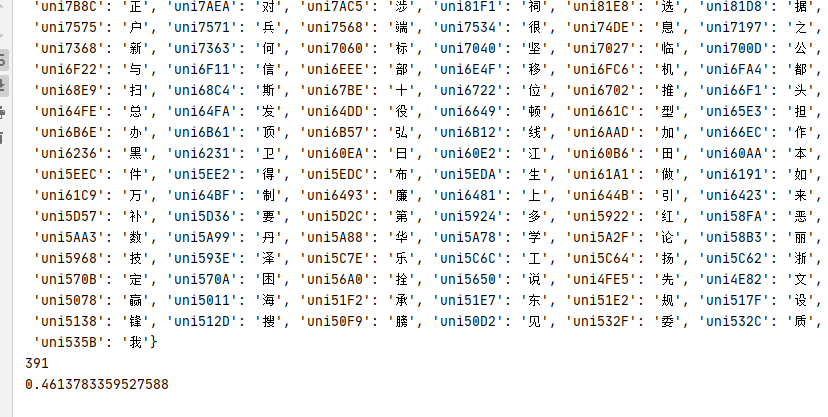 'uni7B8C': '正', 'uni7AEA': '对', 'uni7AC5': '涉', 'uni81F1': '祠', 'uni81E8': '选', 'uni81D8': '据',
'uni7575': '户', 'uni7571': '兵', 'uni7568': '端', 'uni7534': '很', 'uni74DE': '息', 'uni7197': '之',
'uni7368': '新', 'uni7363': '何', 'uni7060': '标', 'uni7040': '坚', 'uni7027': '临', 'uni700D': '公',
'uni6F22': '与', 'uni6F11': '信', 'uni6EEE': '部', 'uni6E4F': '移', 'uni6FC6': '机', 'uni6FA4': '都',
'uni68E9': '扫', 'uni68C4': '斯', 'uni67BE': '十', 'uni6722': '位', 'uni6702': '推', 'uni66F1': '头',
'uni64FE': '总', 'uni64FA': '发', 'uni64DD': '役', 'uni6649': '顿', 'uni661C': '型', 'uni65E3': '担',
'uni6B6E': '办', 'uni6B61': '顶', 'uni6B57': '弘', 'uni6B12': '线', 'uni6AAD': '加', 'uni66EC': '作',
'uni6236': '黑', 'uni6231': '卫', 'uni60EA': '日', 'uni60E2': '江', 'uni60B6': '田', 'uni60AA': '本',
'uni5EEC': '件', 'uni5EE2': '得', 'uni5EDC': '布', 'uni5EDA': '生', 'uni61A1': '做', 'uni6191': '如',
'uni61C9': '万', 'uni64BF': '制', 'uni6493': '廉', 'uni6481': '上', 'uni644B': '引', 'uni6423': '来',
'uni5D57': '补', 'uni5D36': '要', 'uni5D2C': '第', 'uni5924': '多', 'uni5922': '红', 'uni58FA': '恶',
'uni5AA3': '数', 'uni5A99': '丹', 'uni5A88': '华', 'uni5A78': '学', 'uni5A2F': '论', 'uni58B3': '丽',
'uni5968': '技', 'uni593E': '泽', 'uni5C7E': '乐', 'uni5C6C': '工', 'uni5C64': '扬', 'uni5C62': '浙',
'uni570B': '定', 'uni570A': '困', 'uni56A0': '拴', 'uni5650': '说', 'uni4FE5': '先', 'uni4E82': '文',
'uni5078': '赢', 'uni5011': '海', 'uni51F2': '承', 'uni51E7': '东', 'uni51E2': '规', 'uni517F': '设',
'uni5138': '锋', 'uni512D': '搜', 'uni50F9': '膀', 'uni50D2': '见', 'uni532F': '委', 'uni532C': '质',
'uni535B': '我'}
391
0.4613783359527588